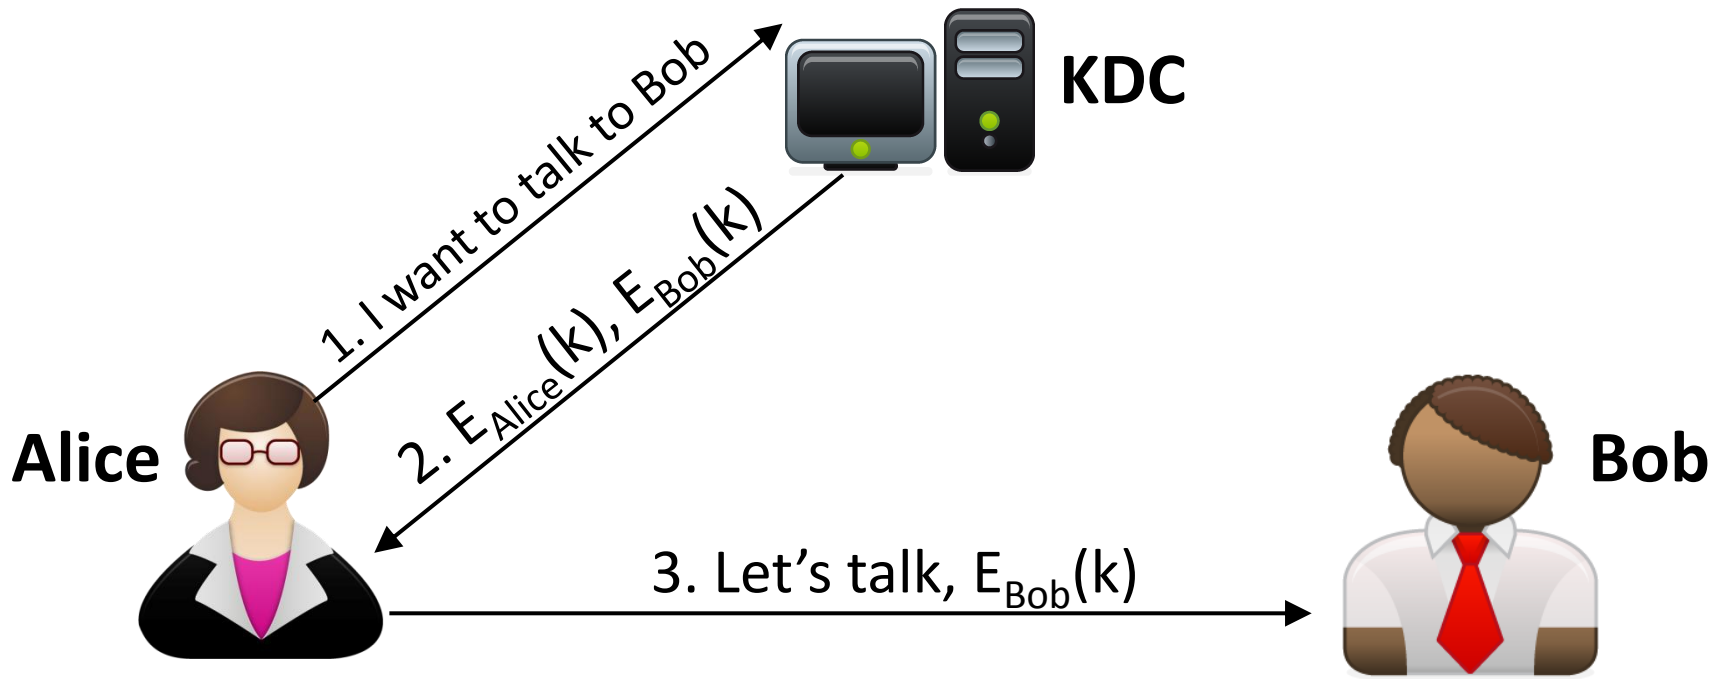 KDC
1. I want to talk to Bob
2. E_Alice(k), E_Bob(k)
Alice
Bob
3. Let’s talk, E_Bob(k)